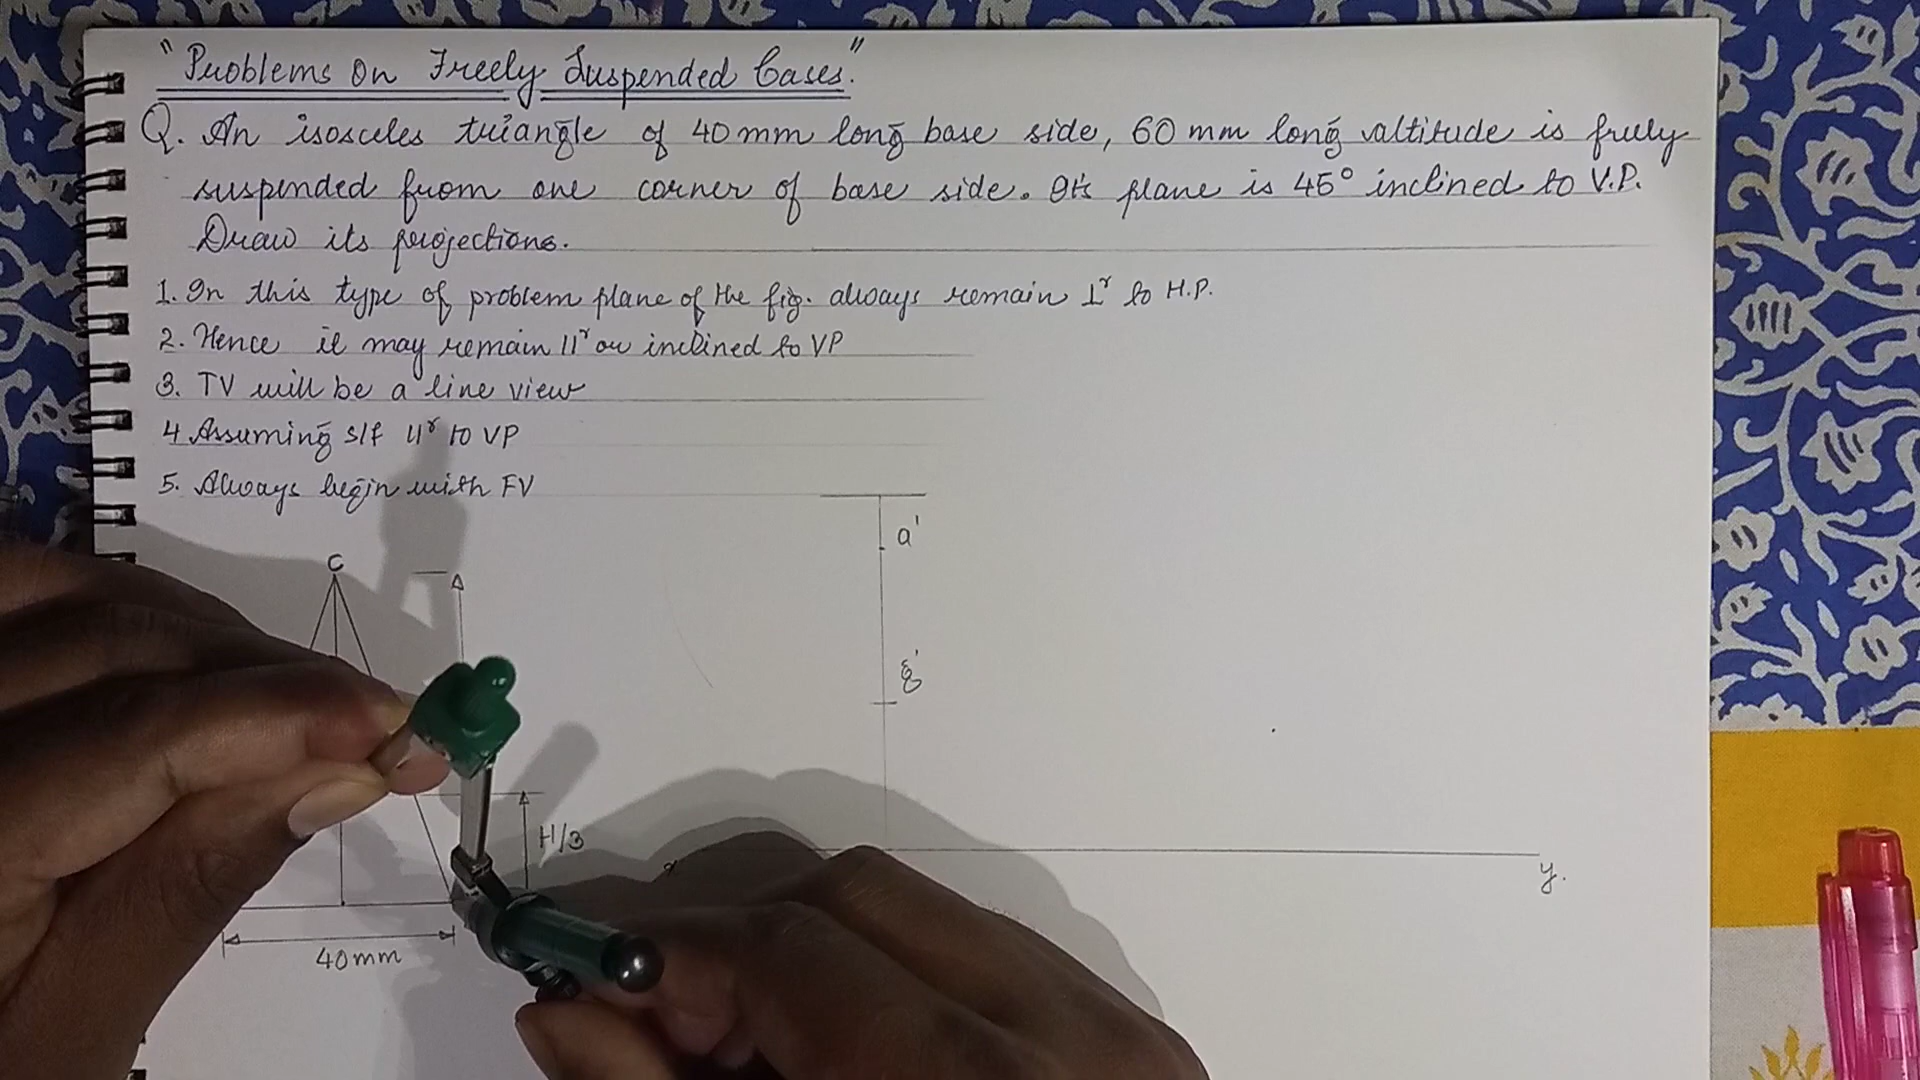 "Problems On Freely Suspended Cases."
Q. An isosceles triangle of 40 mm long base side, 60 mm long altitude is freely
suspended from one corner of base side. It's plane is 45° inclined to V.P.
Draw its projections.
1. In this type of problem plane of the fig. always remain ⊥r to H.P.
2. Hence it may remain 11r or inclined to VP
3. TV will be a line view
4 Assuming s/f 11r to VP
5. Always begin with FV
a'
C
g'
H/3
x
y.
40mm